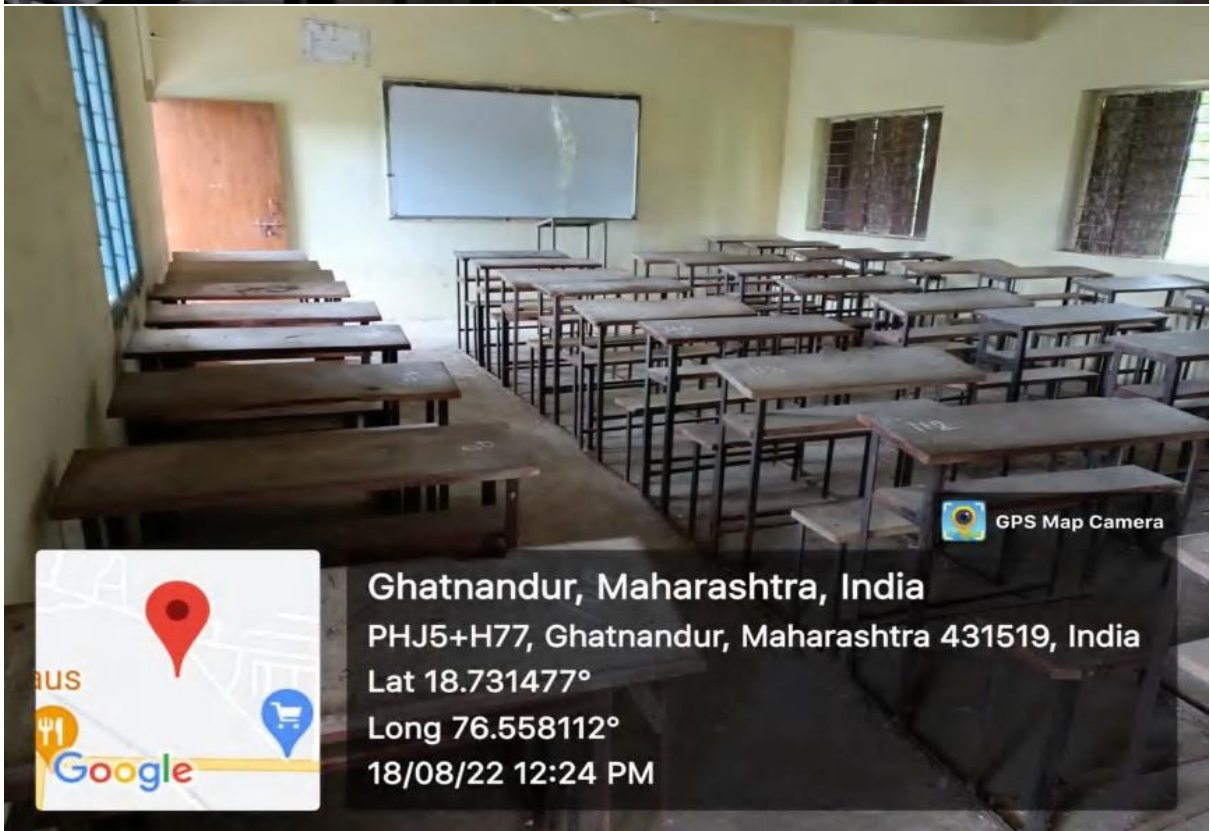 112
GPS Map Camera
Ghatnandur, Maharashtra, India
PHJ5+H77, Ghatnandur, Maharashtra 431519, India
Lat 18.731477°
Long 76.558112°
18/08/22 12:24 PM
aus
Google